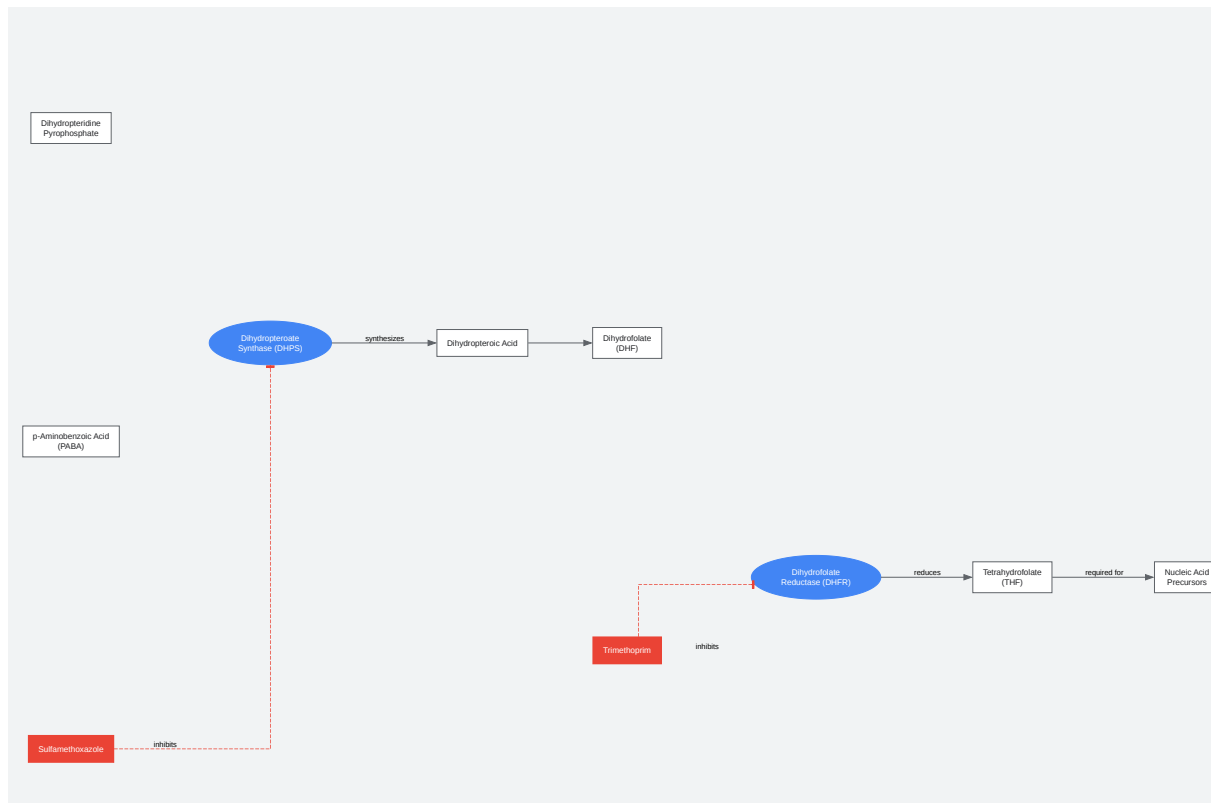 Dihydropteridine
Pyrophosphate
Dihydropteroate
Synthase (DHPS)
synthesizes
Dihydropteroic Acid
Dihydrofolate
(DHF)
p-Aminobenzoic Acid
(PABA)
Dihydrofolate
Reductase (DHFR)
reduces
Tetrahydrofolate
(THF)
required for
Nucleic Acid
Precursors
Trimethoprim
inhibits
Sulfamethoxazole
inhibits